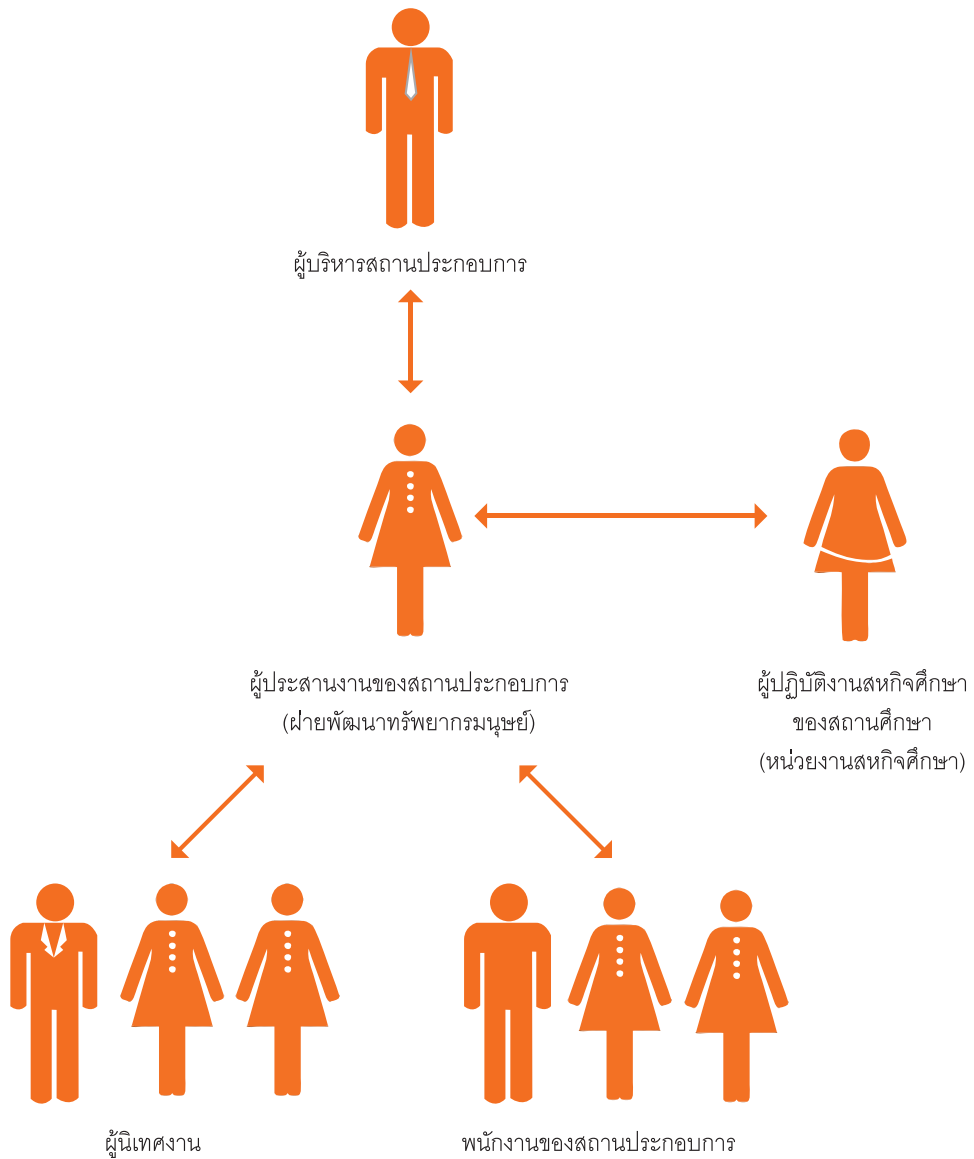 ผู้บริหารสถานประกอบการ
ผู้ประสานงานของสถานประกอบการ
(ฝ่ายพัฒนาทรัพยากรมนุษย์)
ผู้ปฏิบัติงานสหกิจศึกษา
ของสถานศึกษา
(หน่วยงานสหกิจศึกษา)
ผู้นิเทศงาน
พนักงานของสถานประกอบการ